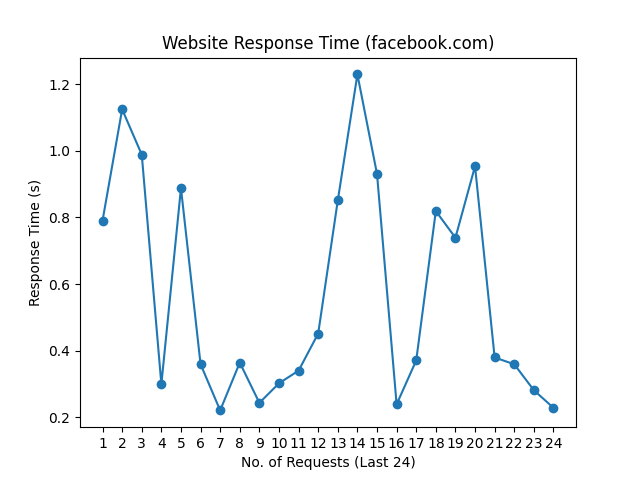 Website Response Time (facebook.com)
Response Time (s)
1.2
1.0
0.8
0.6
0.4
0.2
1 2 3 4 5 6 7 8 9 10 11 12 13 14 15 16 17 18 19 20 21 22 23 24
No. of Requests (Last 24)